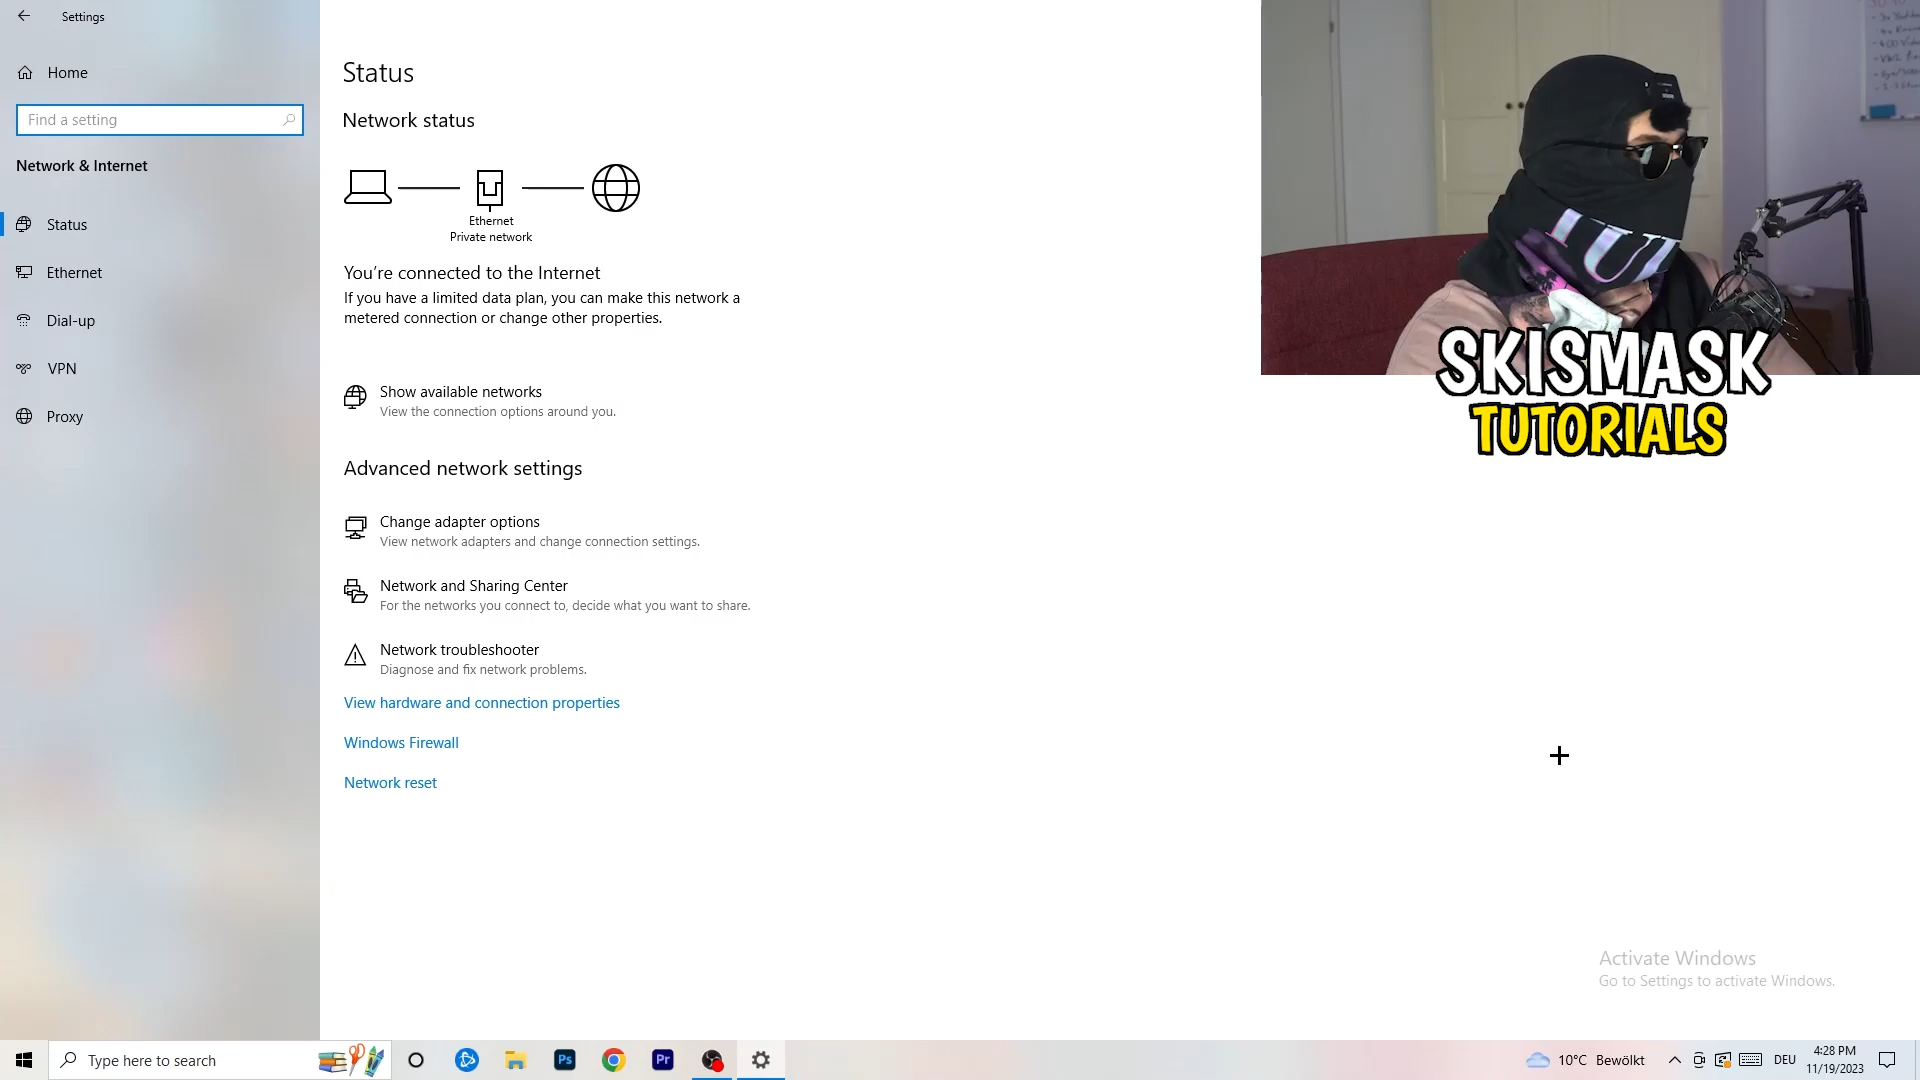 Settings
Home
Find a setting
Network & Internet
Status
Ethernet
Dial-up
VPN
Proxy
Status
Network status
Ethernet
Private network
You're connected to the Internet
If you have a limited data plan, you can make this network a
metered connection or change other properties.
Show available networks
View the connection options around you.
Advanced network settings
Change adapter options
View network adapters and change connection settings.
Network and Sharing Center
For the networks you connect to, decide what you want to share.
Network troubleshooter
Diagnose and fix network problems.
View hardware and connection properties
Windows Firewall
Network reset
SKISMASK
TUTORIALS
Activate Windows
Go to Settings to activate Windows.
Type here to search
Ps
Pr
10°C Bewölkt
DEU
4:28 PM
11/19/2023